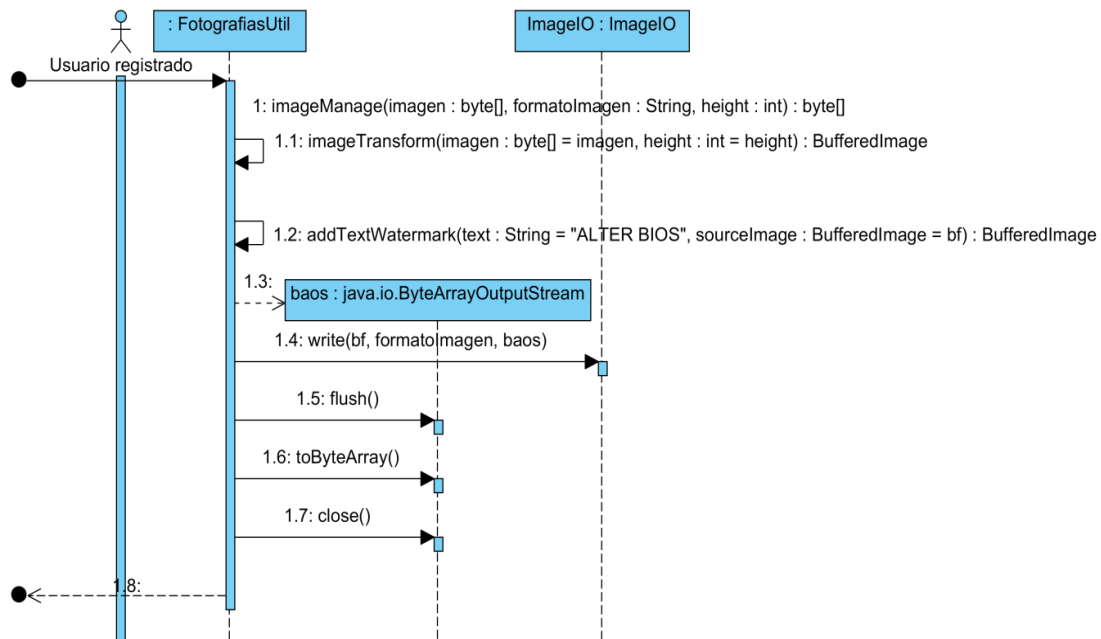 : FotografiasUtil
ImageIO : ImageIO
Usuario registrado
1: imageManage(imagen : byte[], formatoImagen : String, height : int) : byte[]
1.1: imageTransform(imagen : byte[] = imagen, height : int = height) : BufferedImage
1.2: addTextWatermark(text : String = "ALTER BIOS", sourceImage : BufferedImage = bf) : BufferedImage
1.3:
baos : java.io.ByteArrayOutputStream
1.4: write(bf, formatoImagen, baos)
1.5: flush()
1.6: toByteArray()
1.7: close()
1.8: